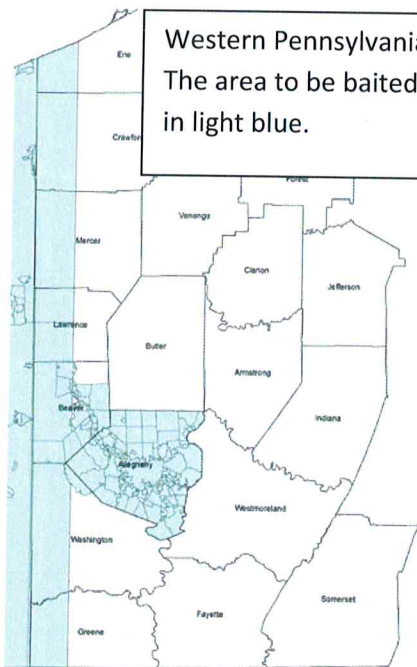 Western Pennsylvania
The area to be baited
in light blue.
Erie
Crawford
Forest
Venango
Mercer
Clarion
Jefferson
Lawrence
Butler
Armstrong
Beaver
Indiana
Allegheny
Westmoreland
Washington
Somerset
Fayette
Greene